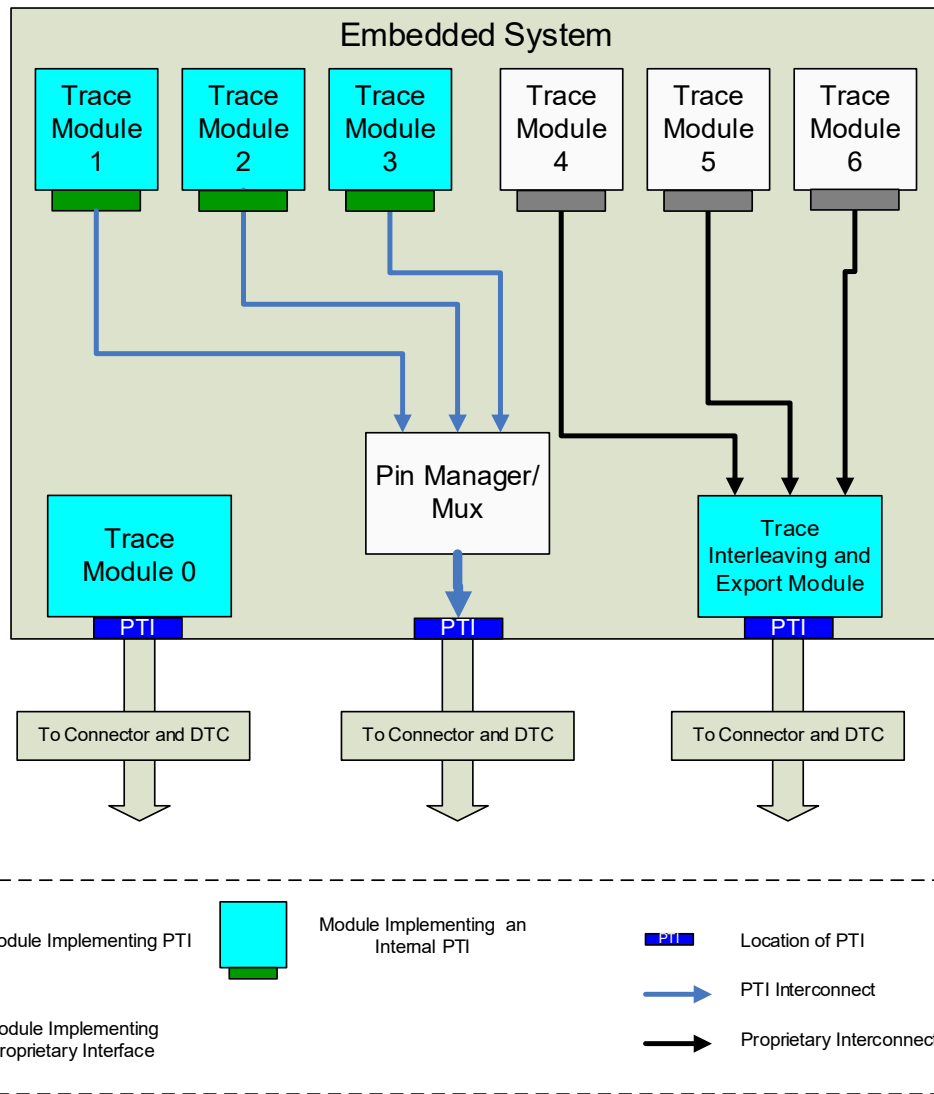 Embedded System
Trace
Module
1
Trace
Module
2
Trace
Module
3
Trace
Module
4
Trace
Module
5
Trace
Module
6
Pin Manager/
Mux
Trace
Module 0
Trace
Interleaving and
Export Module
PTI
PTI
PTI
To Connector and DTC
To Connector and DTC
To Connector and DTC
odule Implementing PTI
Module Implementing an
Internal PTI
PTI
Location of PTI
PTI Interconnect
odule Implementing
roprietary Interface
Proprietary Interconnect